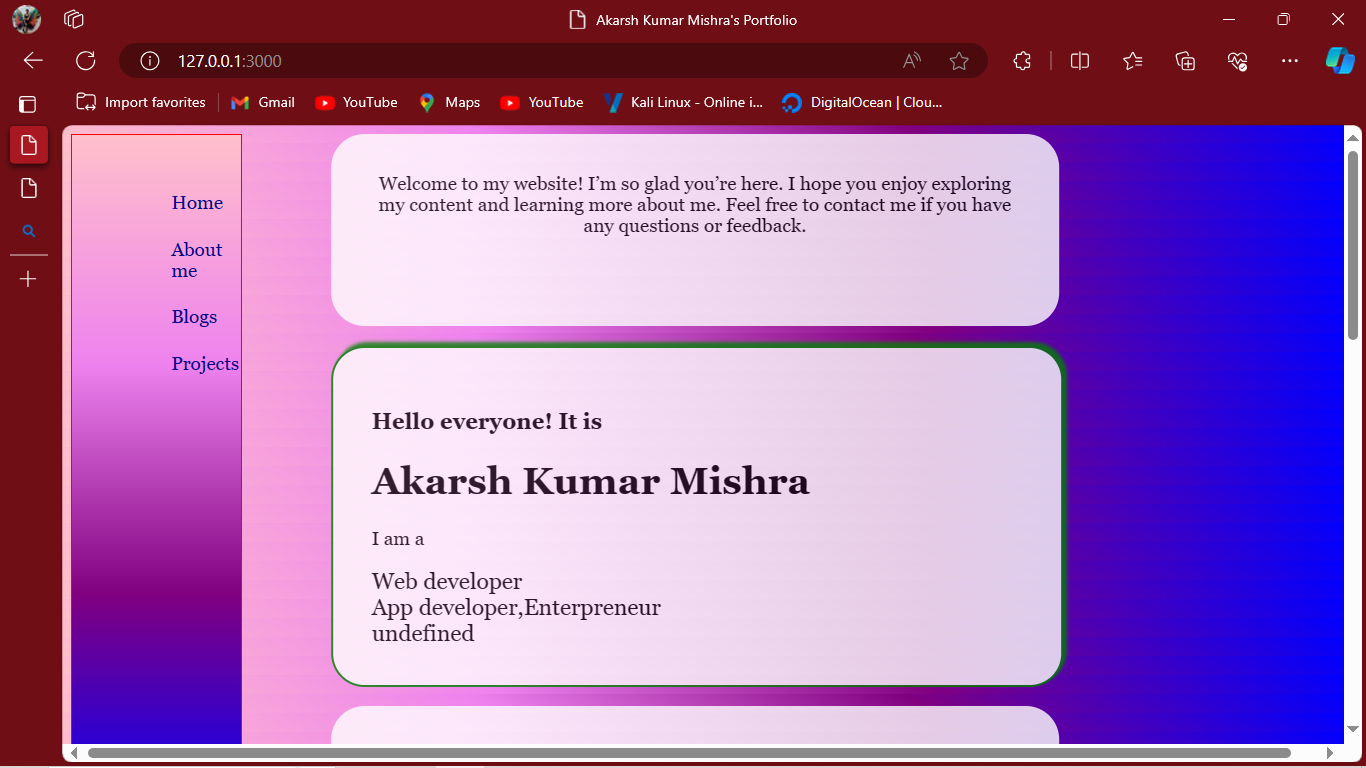 Akarsh Kumar Mishra's Portfolio
127.0.0.1:3000
Import favorites
Gmail
YouTube
Maps
YouTube
Kali Linux - Online i...
DigitalOcean | Clou...
Home
About
me
Blogs
Projects
Welcome to my website! I’m so glad you’re here. I hope you enjoy exploring
my content and learning more about me. Feel free to contact me if you have
any questions or feedback.
Hello everyone! It is
Akarsh Kumar Mishra
I am a
Web developer
App developer,Enterpreneur
undefined